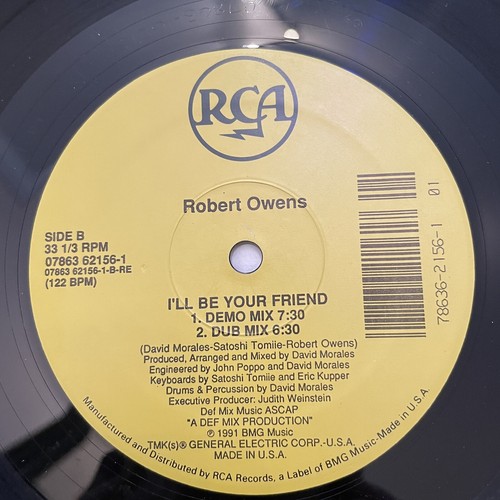 RCA
Robert Owens
SIDE B
33 1/3 RPM
07863 62156-1
07863 62156-1-B-RE
(122 BPM)
01
78636-2156-1
I'LL BE YOUR FRIEND
1. DEMO MIX 7:30
2. DUB MIX 6:30
(David Morales-Satoshi Tomiie-Robert Owens)
Produced, Arranged and Mixed by David Morales
Engineered by John Poppo and David Morales
Keyboards by Satoshi Tomiie and Eric Kupper
Drums & Percussion by David Morales
Executive Producer: Judith Weinstein
Def Mix Music ASCAP
"A DEF MIX PRODUCTION"
℗ 1991 BMG Music
TMK(s)® GENERAL ELECTRIC CORP.-U.S.A.
MADE IN U.S.A.
Manufactured and Distributed by RCA Records, a Label of BMG Music-Made in U.S.A